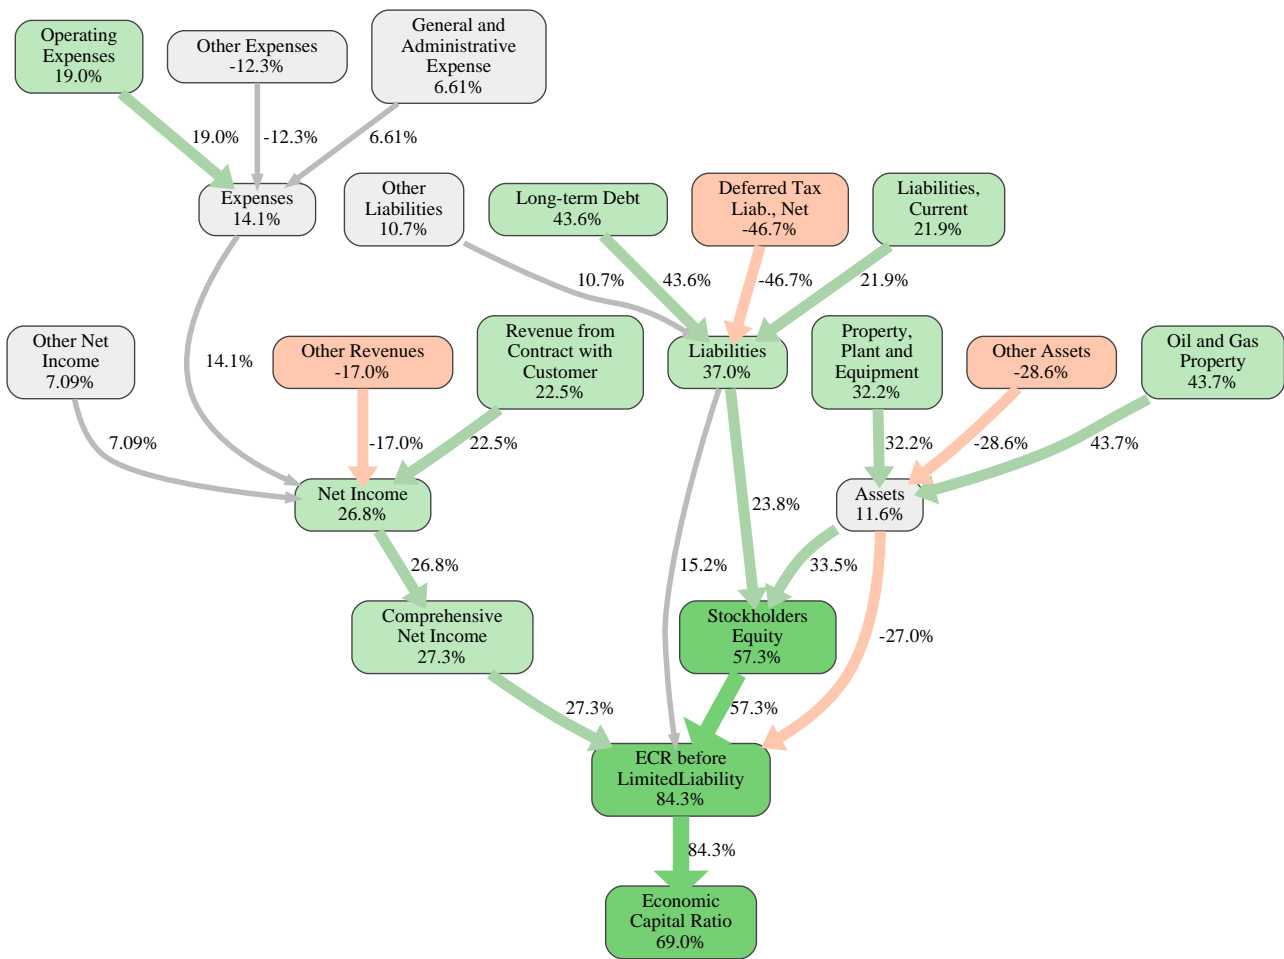 Operating
Expenses
19.0%
Other Expenses
-12.3%
General and
Administrative
Expense
6.61%
19.0%
-12.3%
6.61%
Expenses
14.1%
Other
Liabilities
10.7%
Long-term Debt
43.6%
Deferred Tax
Liab., Net
-46.7%
Liabilities,
Current
21.9%
10.7%
43.6%
-46.7%
21.9%
Other Net
Income
7.09%
14.1%
Other Revenues
-17.0%
Revenue from
Contract with
Customer
22.5%
Liabilities
37.0%
Property,
Plant and
Equipment
32.2%
Other Assets
-28.6%
Oil and Gas
Property
43.7%
7.09%
-17.0%
22.5%
32.2%
-28.6%
43.7%
Net Income
26.8%
23.8%
Assets
11.6%
26.8%
15.2%
33.5%
Comprehensive
Net Income
27.3%
Stockholders
Equity
57.3%
-27.0%
27.3%
57.3%
ECR before
LimitedLiability
84.3%
84.3%
Economic
Capital Ratio
69.0%